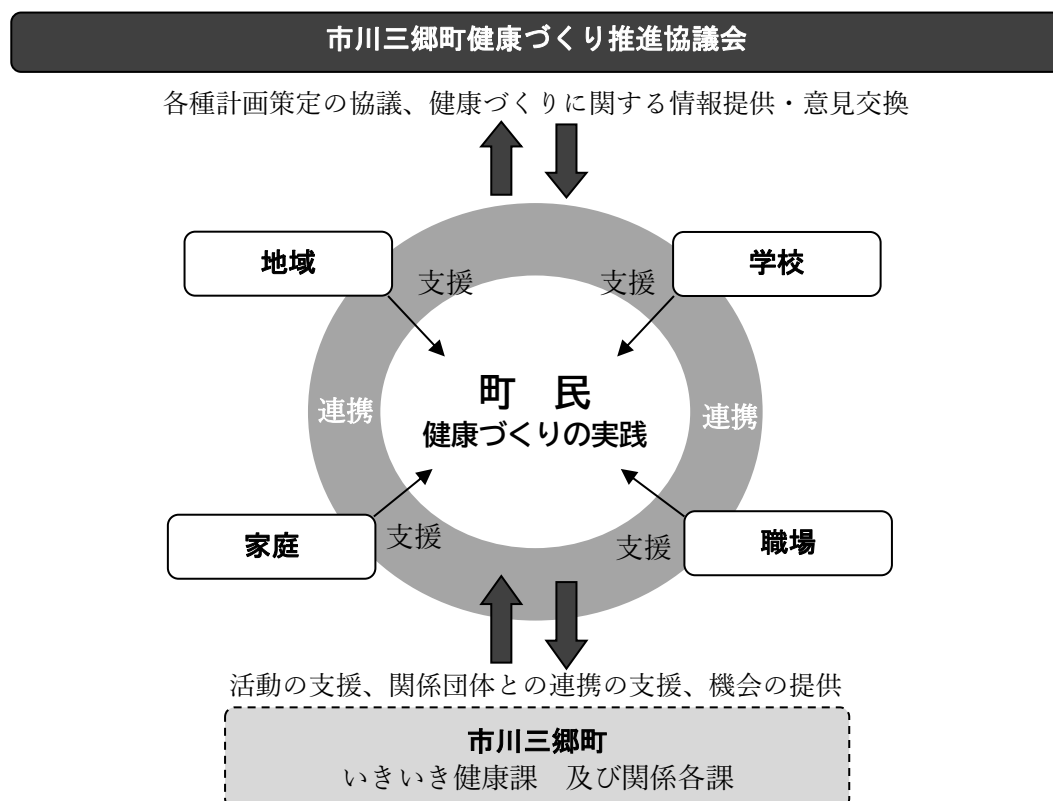 市川三郷町健康づくり推進協議会
各種計画策定の協議、健康づくりに関する情報提供・意見交換
地域
学校
支援
支援
町　民
連携
連携
健康づくりの実践
家庭
職場
支援
支援
活動の支援、関係団体との連携の支援、機会の提供
市川三郷町
いきいき健康課　及び関係各課